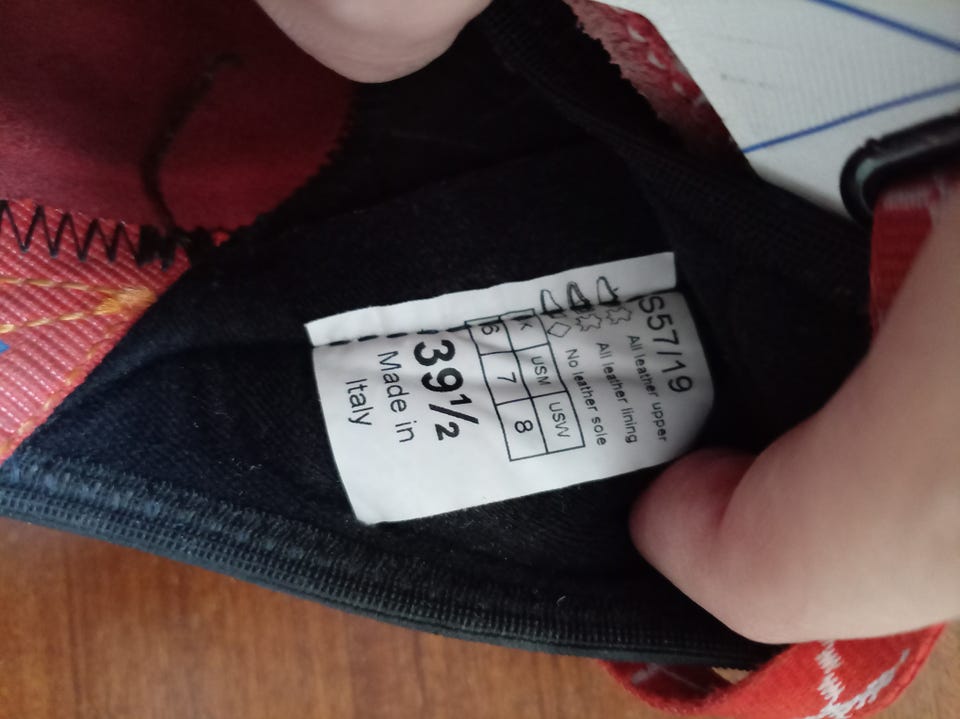 S57/19
All leather upper
All leather lining
No leather sole
USM USW
6 7 8
39½
Made in
Italy